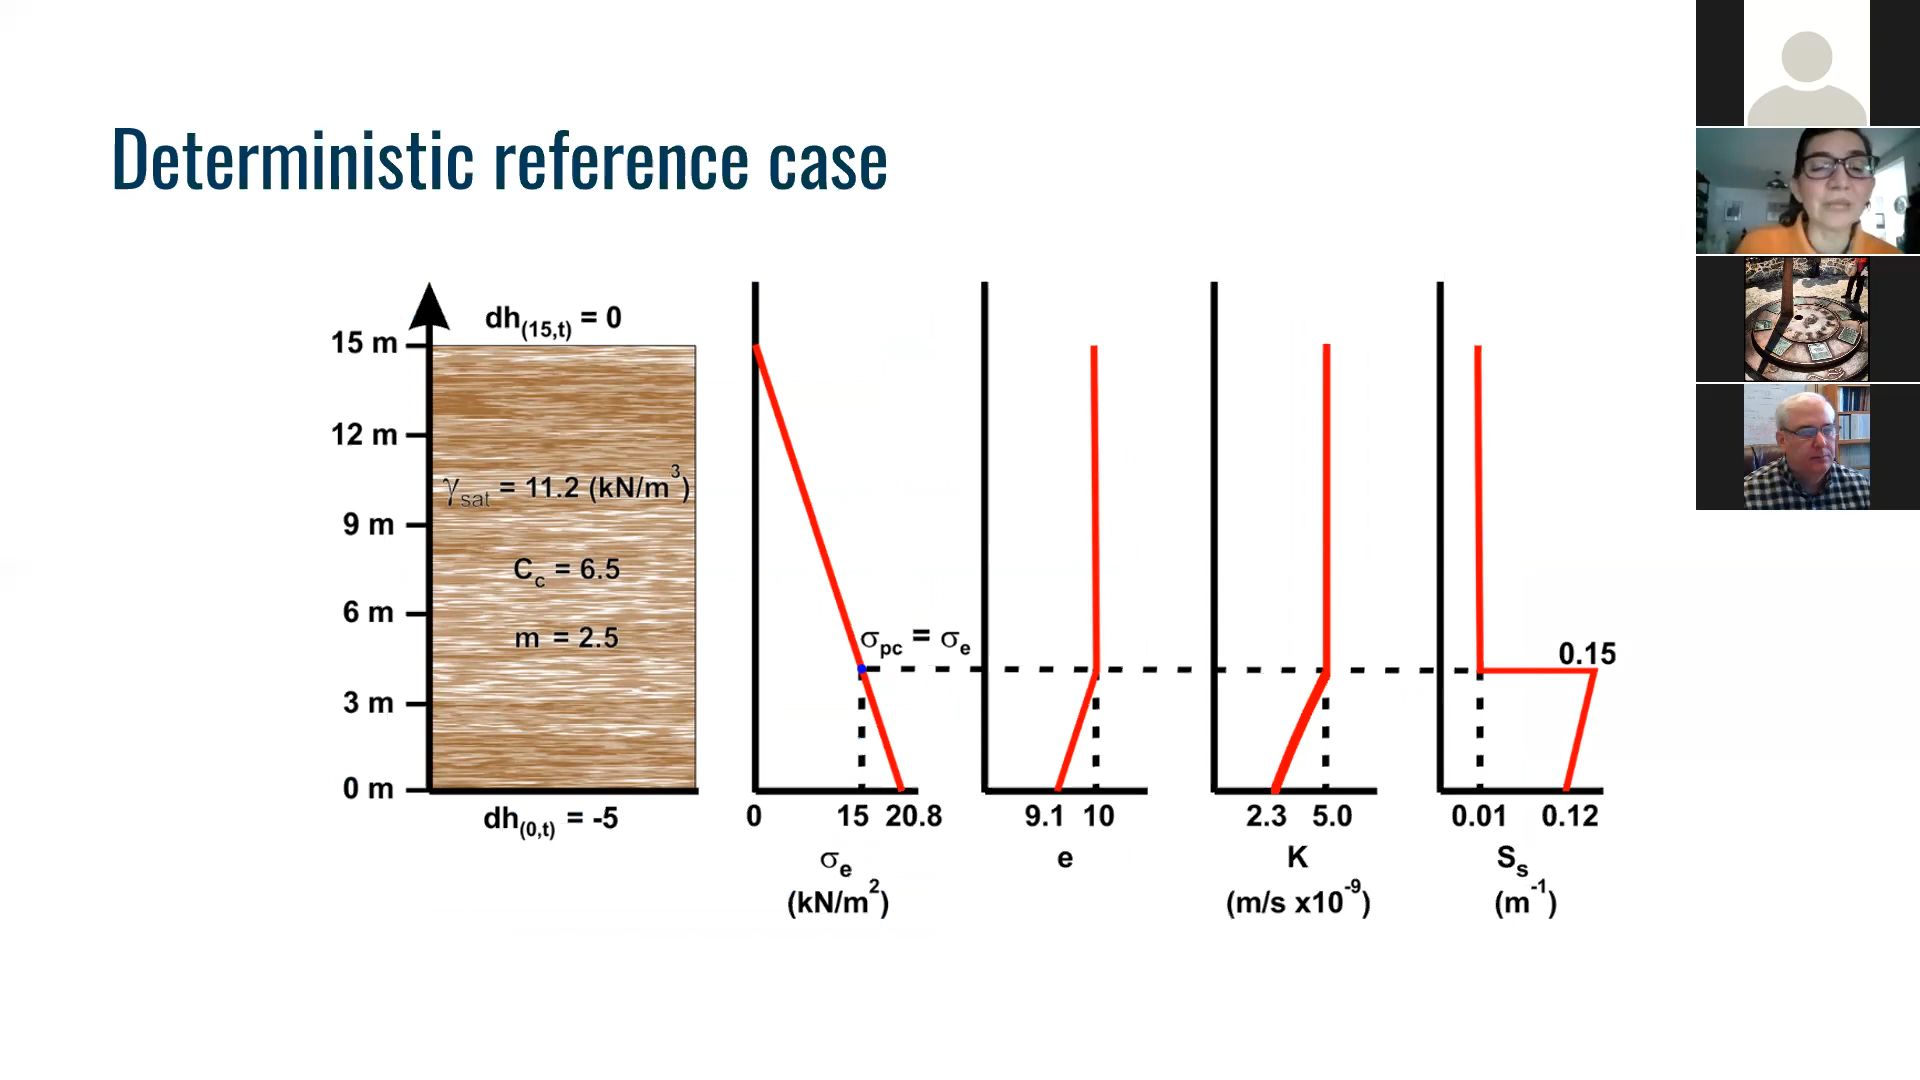 Deterministic reference case
dh(15,t) = 0
15 m
12 m
γsat = 11.2 (kN/m³)
9 m
Cc = 6.5
6 m
m = 2.5
3 m
0 m
dh(0,t) = -5
σpc = σe
0.15
0 15 20.8
σe
(kN/m²)
9.1 10
e
2.3 5.0
K
(m/s x10⁻⁹)
0.01 0.12
Ss
(m⁻¹)